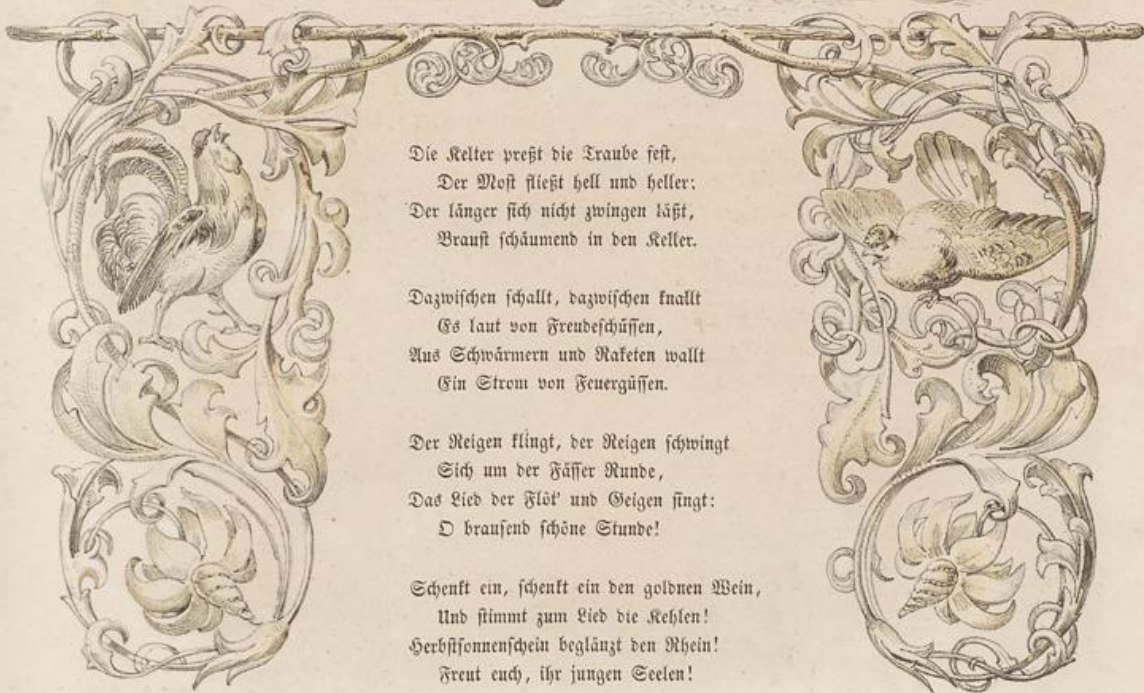 Die Kelter preßt die Traube fest,
Der Most fließt hell und heller;
Der länger sich nicht zwingen läßt,
Braust schäumend in den Keller.

Dazwischen schallt, dazwischen knallt
Es laut von Freudeschüssen,
Aus Schwärmern und Raketen wallt
Ein Strom von Feuergüssen.

Der Reigen klingt, der Reigen schwingt
Sich um der Fässer Runde,
Das Lied der Flöt' und Geigen singt:
O brausend schöne Stunde!

Schenkt ein, schenkt ein den goldnen Wein,
Und stimmt zum Lied die Kehlen!
Herbstsonnenschein beglänzt den Rhein!
Freut euch, ihr jungen Seelen!